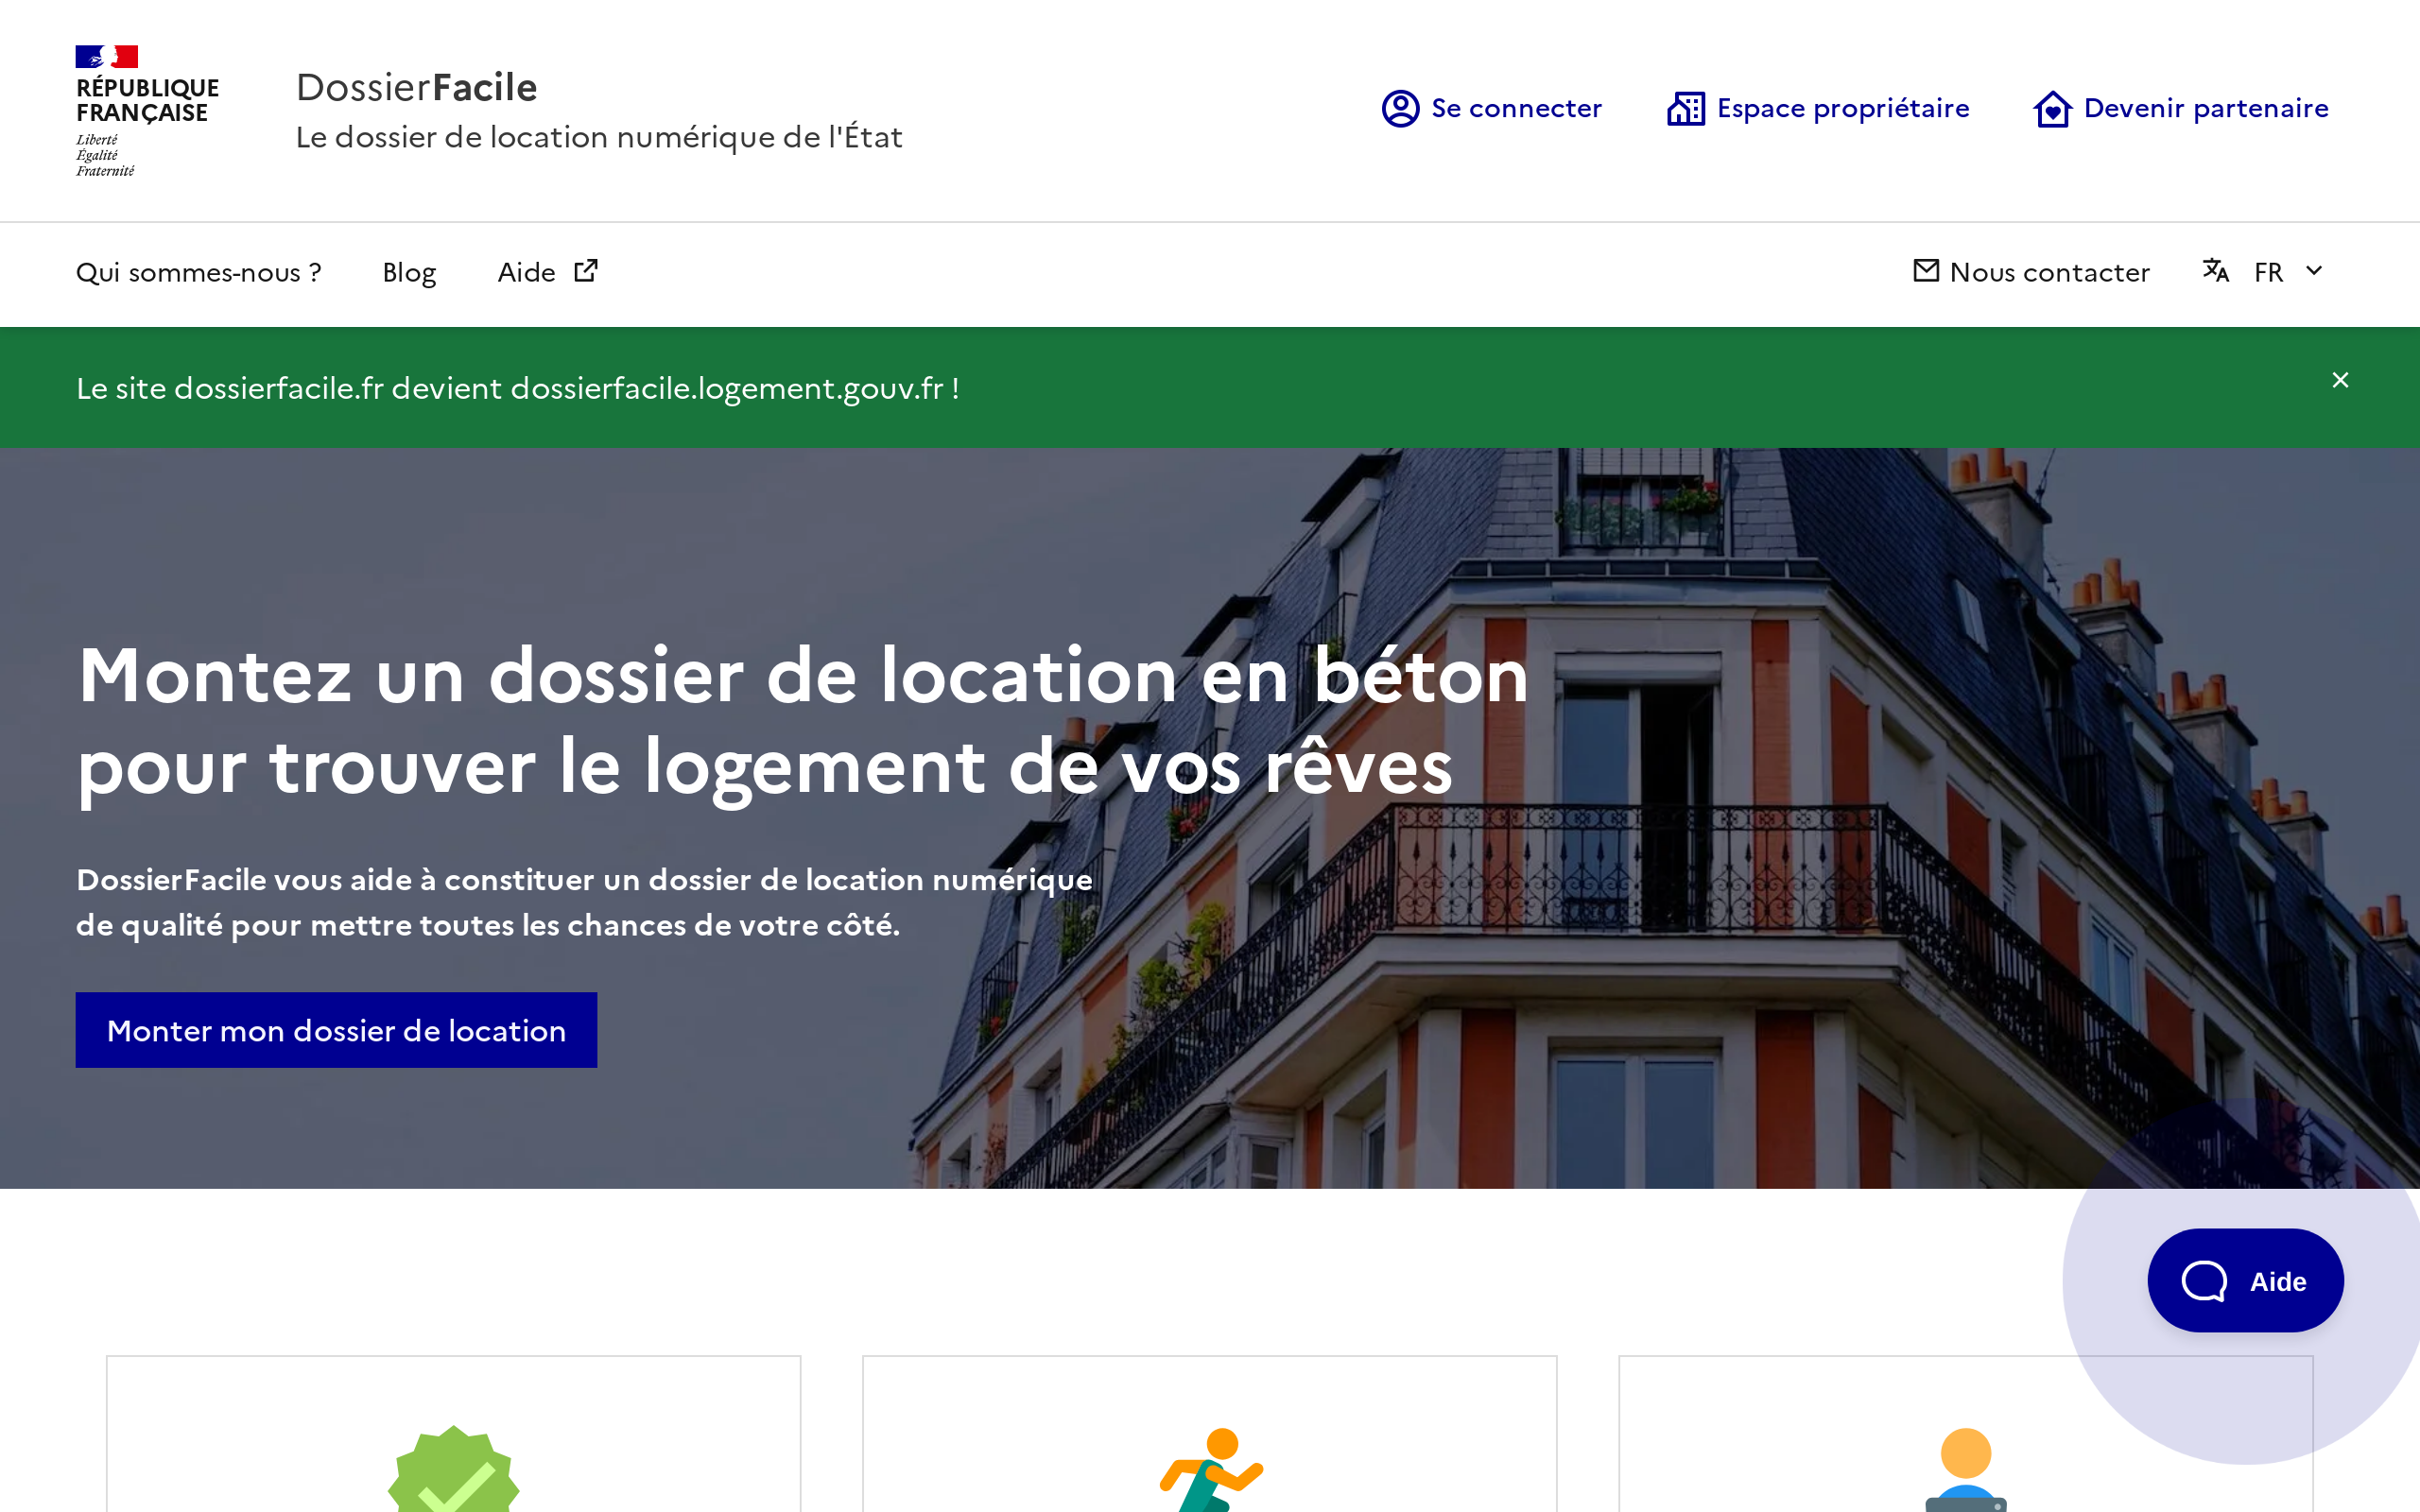 RÉPUBLIQUE
FRANÇAISE
Liberté
Égalité
Fraternité
DossierFacile
Le dossier de location numérique de l'État
Se connecter
Espace propriétaire
Devenir partenaire
Qui sommes-nous ?
Blog
Aide
Nous contacter
FR
Le site dossierfacile.fr devient dossierfacile.logement.gouv.fr !
Montez un dossier de location en béton
pour trouver le logement de vos rêves
DossierFacile vous aide à constituer un dossier de location numérique
de qualité pour mettre toutes les chances de votre côté.
Monter mon dossier de location
Aide